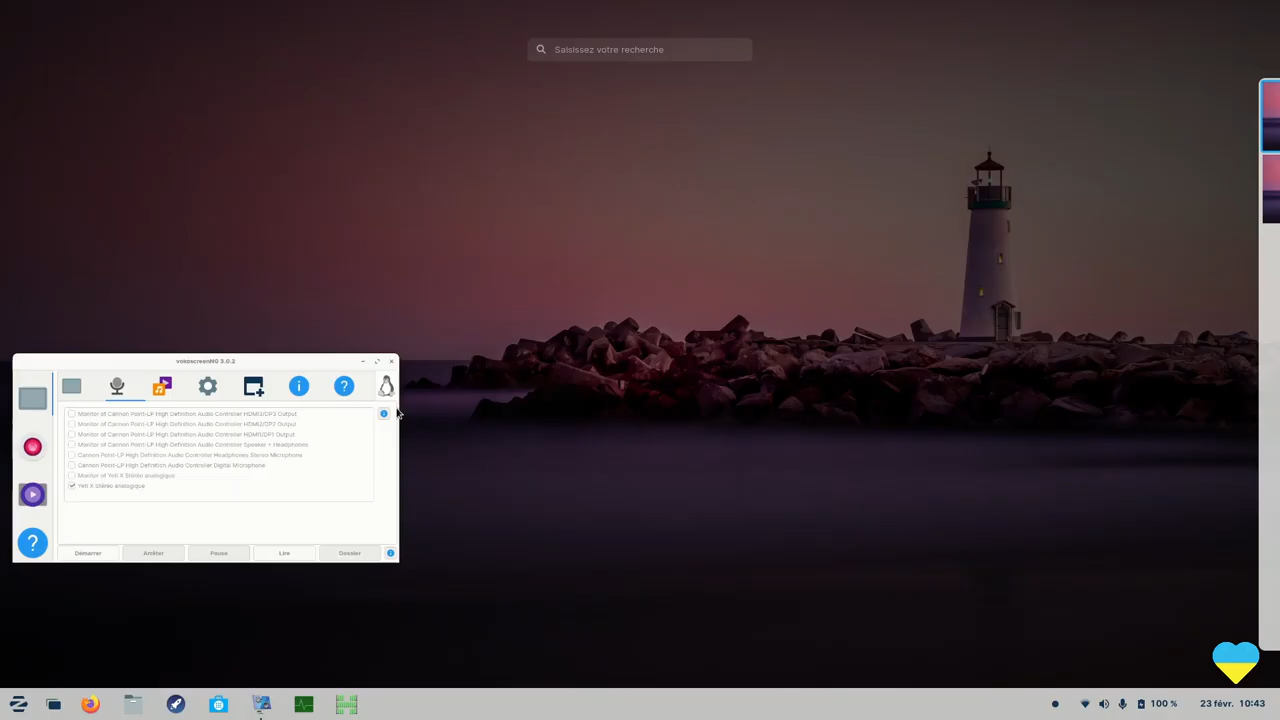 Saisissez votre recherche
vokoscreenNG 3.0.2
Monitor of Cannon Point-LP High Definition Audio Controller HDMI3/DP3 Output
Monitor of Cannon Point-LP High Definition Audio Controller HDMI2/DP2 Output
Monitor of Cannon Point-LP High Definition Audio Controller HDMI1/DP1 Output
Monitor of Cannon Point-LP High Definition Audio Controller Speaker + Headphones
Cannon Point-LP High Definition Audio Controller Headphones Stereo Microphone
Cannon Point-LP High Definition Audio Controller Digital Microphone
Monitor of Yeti X Stéreo analogique
Yeti X Stéreo analogique
Démarrer Arrêter Pause Lire Dossier
100 % 23 févr. 10:43